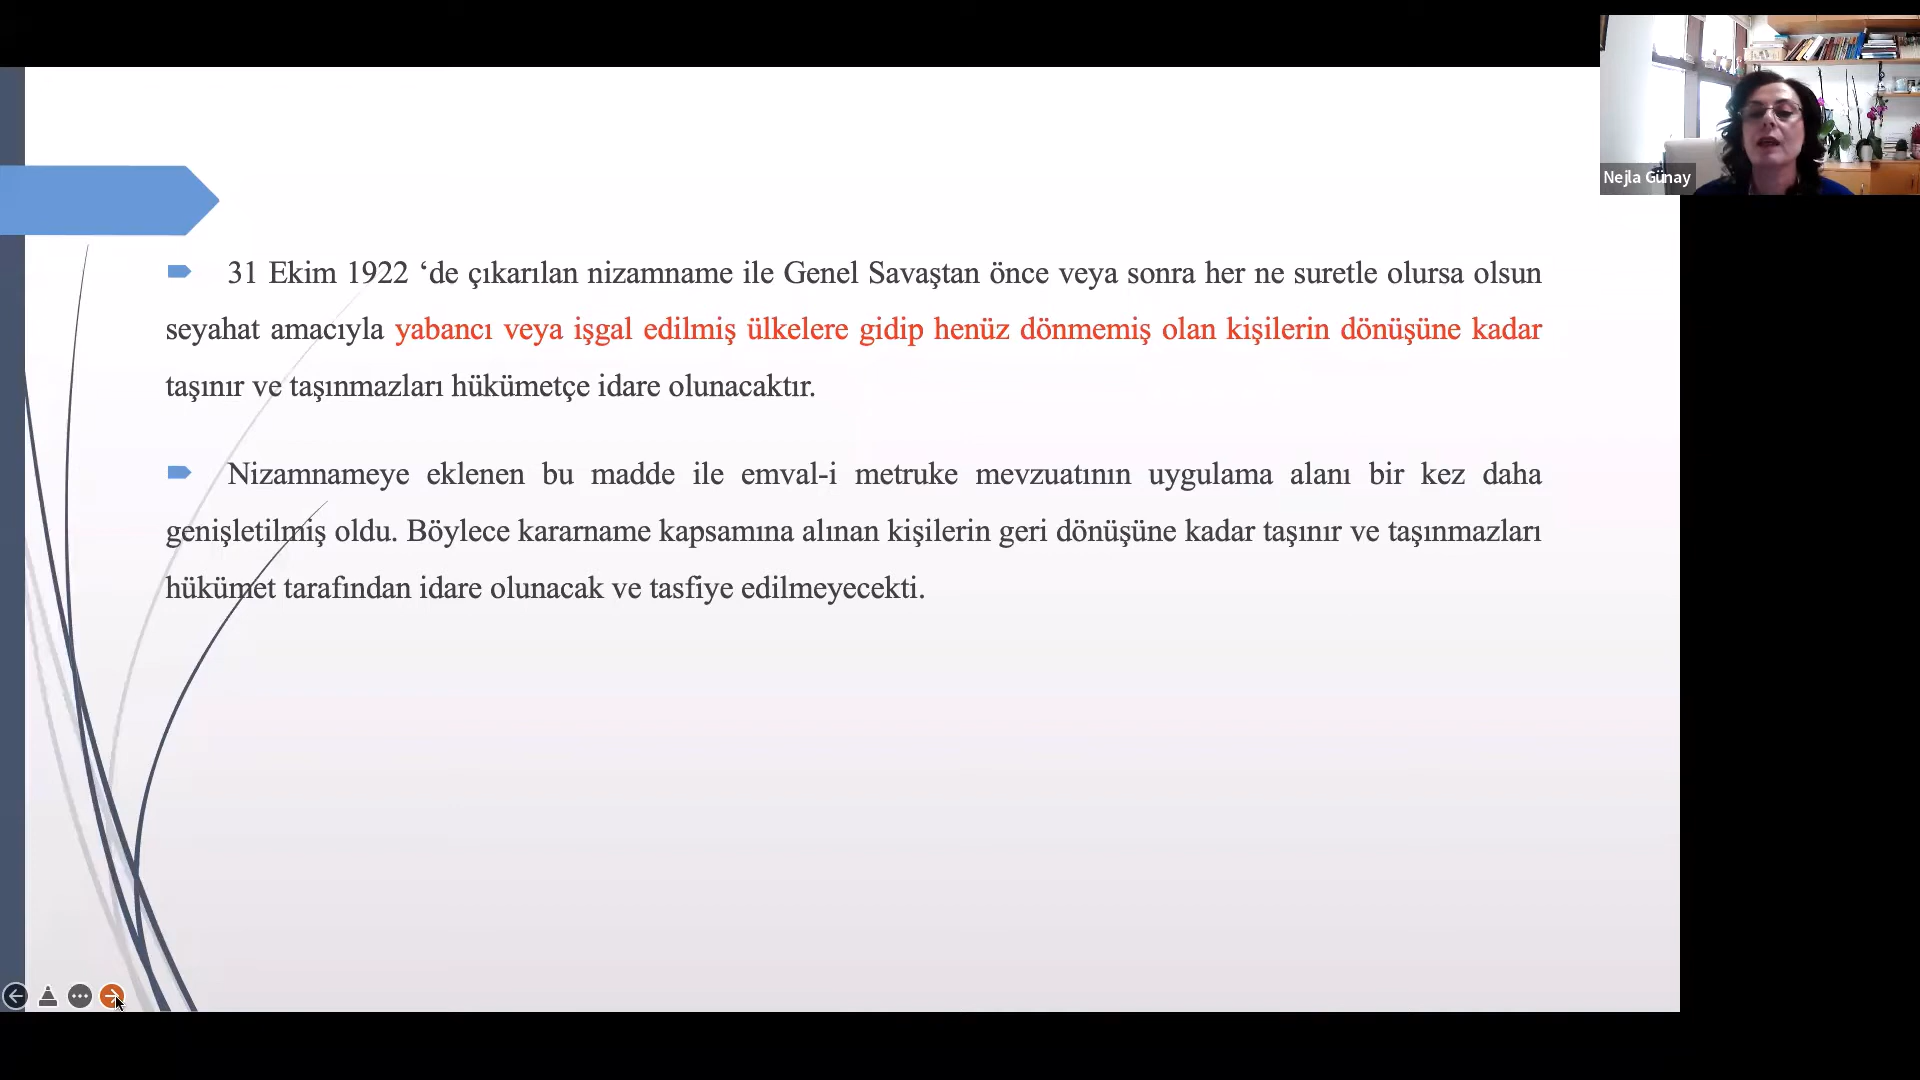 Nejla Günay
31 Ekim 1922 ‘de çıkarılan nizamname ile Genel Savaştan önce veya sonra her ne suretle olursa olsun
seyahat amacıyla yabancı veya işgal edilmiş ülkelere gidip henüz dönmemiş olan kişilerin dönüşüne kadar
taşınır ve taşınmazları hükümetçe idare olunacaktır.
Nizamnameye eklenen bu madde ile emval-i metruke mevzuatının uygulama alanı bir kez daha
genişletilmiş oldu. Böylece kararname kapsamına alınan kişilerin geri dönüşüne kadar taşınır ve taşınmazları
hükümet tarafından idare olunacak ve tasfiye edilmeyecekti.